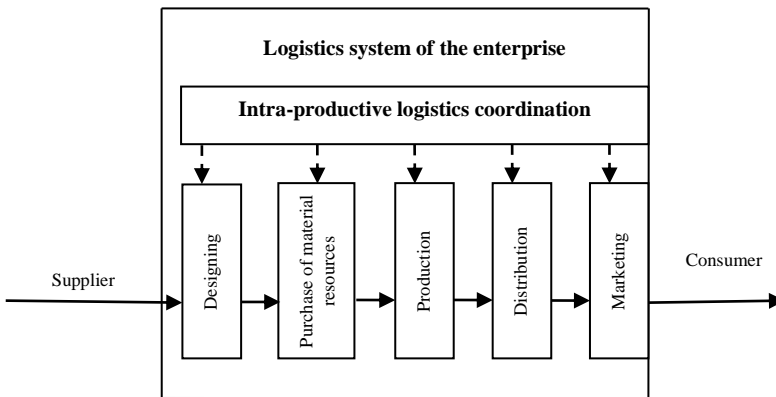 Logistics system of the enterprise
Intra-productive logistics coordination
Supplier
Designing
Purchase of material
resources
Production
Distribution
Marketing
Consumer